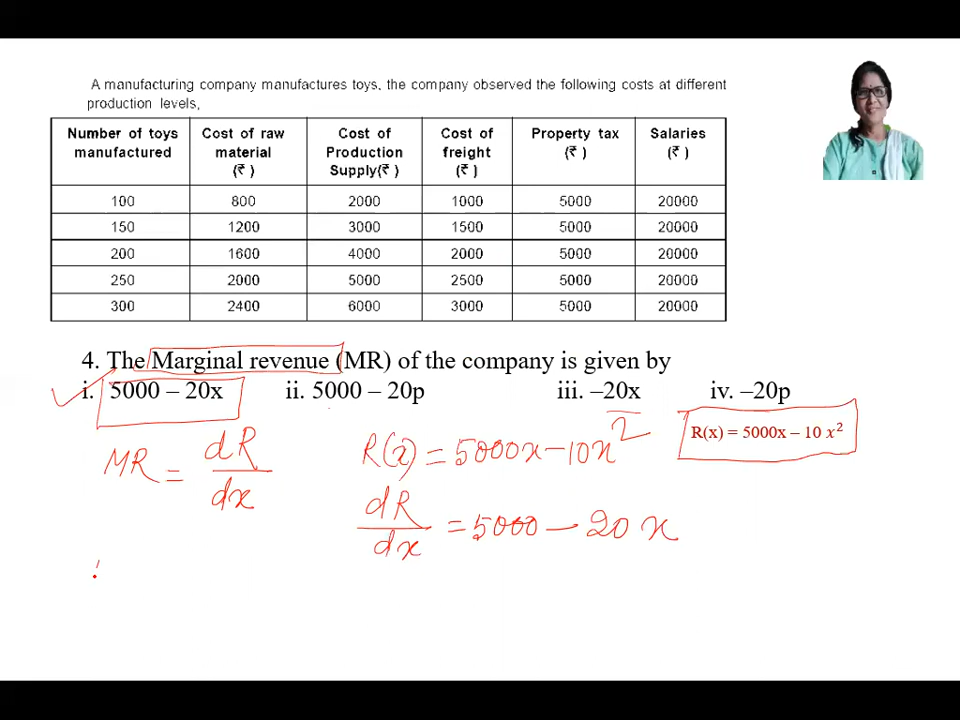 A manufacturing company manufactures toys, the company observed the following costs at different
production levels,
Number of toys manufactured | Cost of raw material (₹ ) | Cost of Production Supply(₹ ) | Cost of freight (₹ ) | Property tax (₹ ) | Salaries (₹ )
100 | 800 | 2000 | 1000 | 5000 | 20000
150 | 1200 | 3000 | 1500 | 5000 | 20000
200 | 1600 | 4000 | 2000 | 5000 | 20000
250 | 2000 | 5000 | 2500 | 5000 | 20000
300 | 2400 | 6000 | 3000 | 5000 | 20000
4. The Marginal revenue (MR) of the company is given by
i. 5000 – 20x ii. 5000 – 20p iii. –20x iv. –20p
R(x) = 5000x – 10 x²
MR = dR/dx
R(x) = 5000x – 10x²
dR/dx = 5000 – 20x